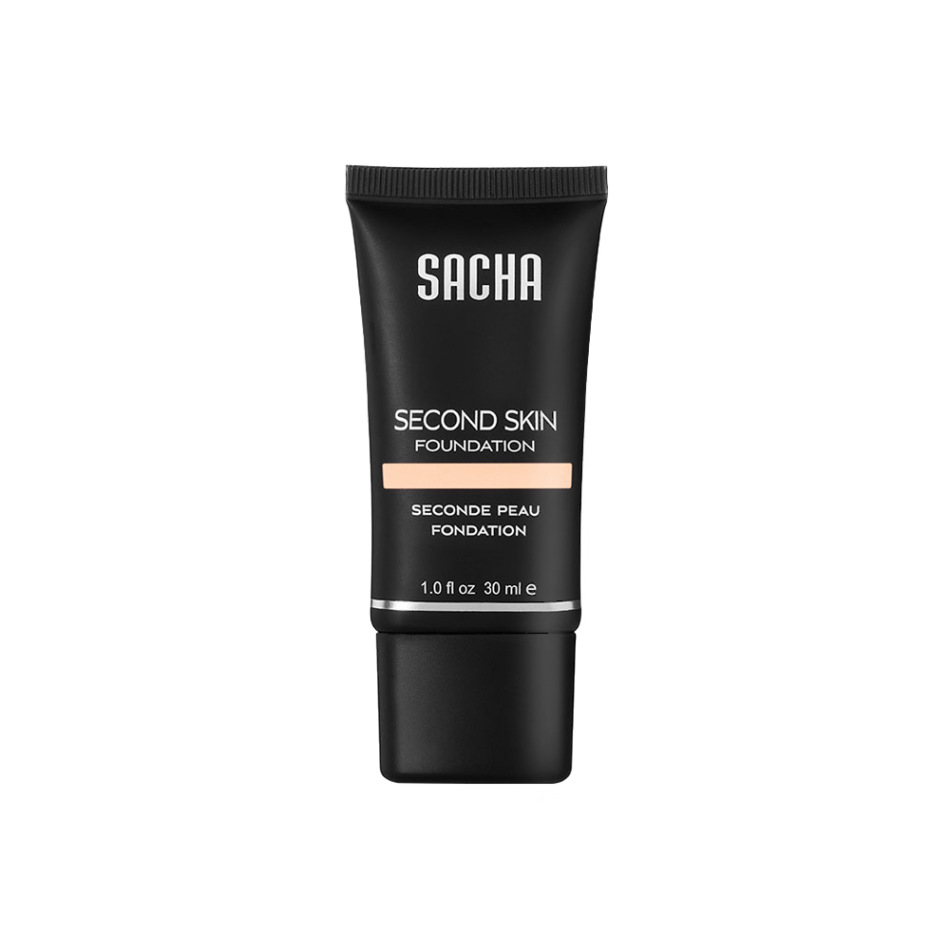 SACHA
SECOND SKIN
FOUNDATION
SECONDE PEAU
FONDATION
1.0 fl oz 30 ml e